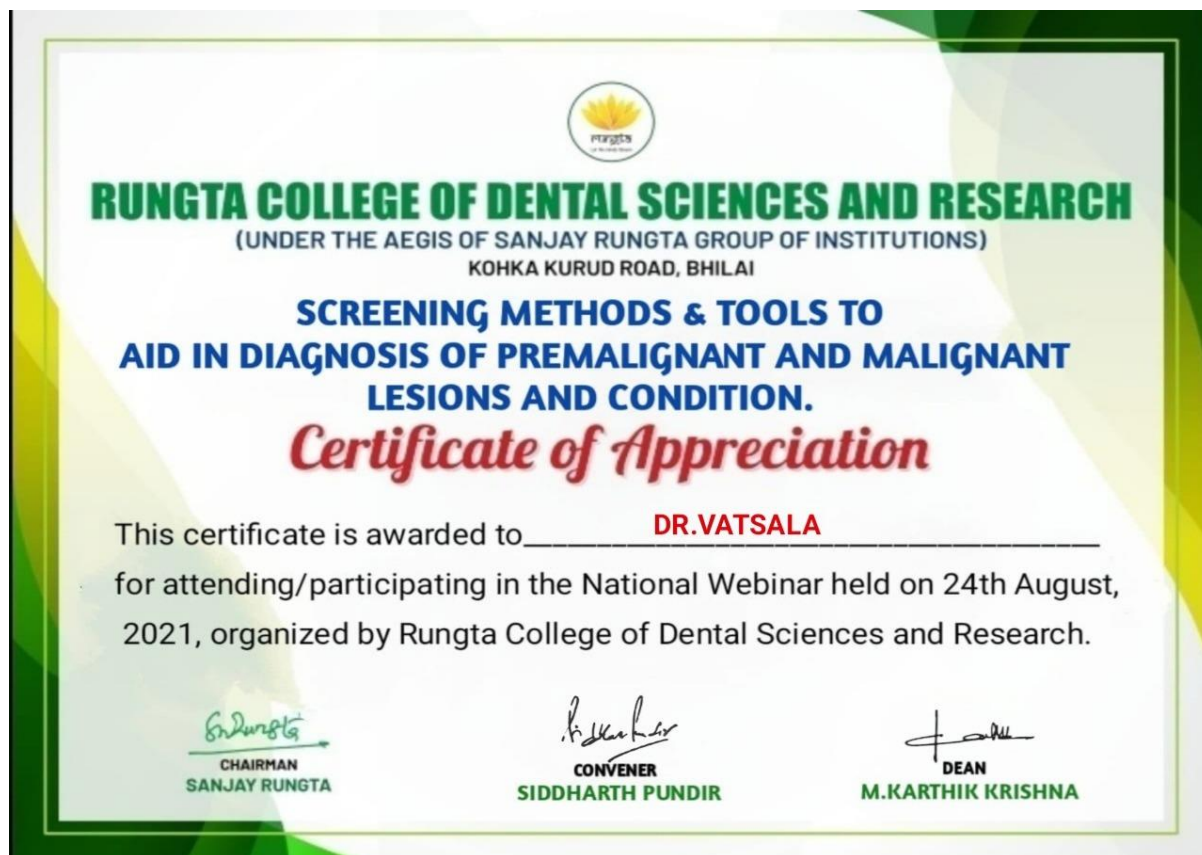 rungta
RUNGTA COLLEGE OF DENTAL SCIENCES AND RESEARCH
(UNDER THE AEGIS OF SANJAY RUNGTA GROUP OF INSTITUTIONS)
KOHKA KURUD ROAD, BHILAI
SCREENING METHODS & TOOLS TO
AID IN DIAGNOSIS OF PREMALIGNANT AND MALIGNANT
LESIONS AND CONDITION.
Certificate of Appreciation
This certificate is awarded to DR.VATSALA
for attending/participating in the National Webinar held on 24th August,
2021, organized by Rungta College of Dental Sciences and Research.
SnRungta
CHAIRMAN
SANJAY RUNGTA
CONVENER
SIDDHARTH PUNDIR
DEAN
M.KARTHIK KRISHNA